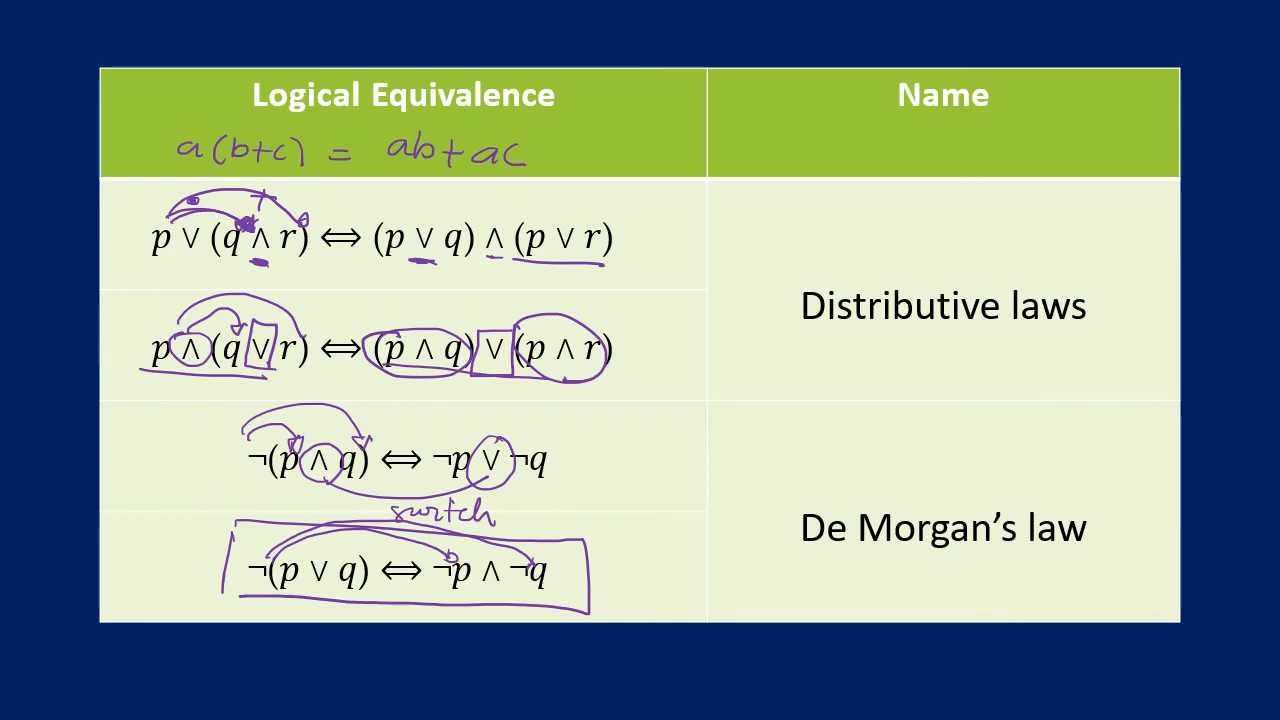 Logical Equivalence
Name
a(b+c) = ab+ac
p ∨ (q ∧ r) ⟺ (p ∨ q) ∧ (p ∨ r)
p ∧ (q ∨ r) ⟺ (p ∧ q) ∨ (p ∧ r)
Distributive laws
¬(p ∧ q) ⟺ ¬p ∨ ¬q
switch
¬(p ∨ q) ⟺ ¬p ∧ ¬q
De Morgan’s law